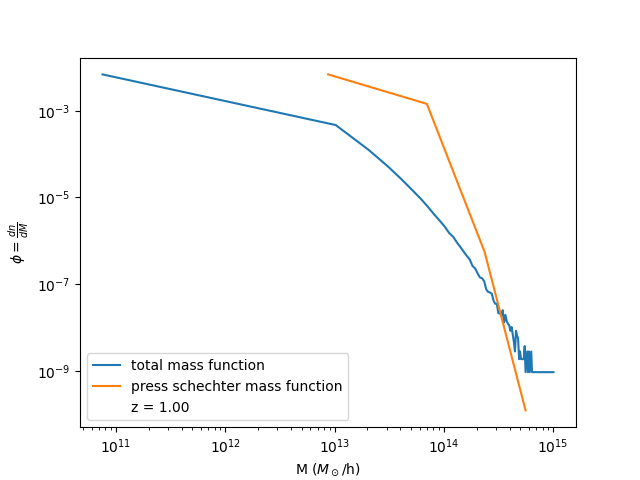 10⁻³
10⁻⁵
10⁻⁷
10⁻⁹
ϕ = dn/dM
total mass function
press schechter mass function
z = 1.00
10¹¹ 10¹² 10¹³ 10¹⁴ 10¹⁵
M (M⊙/h)